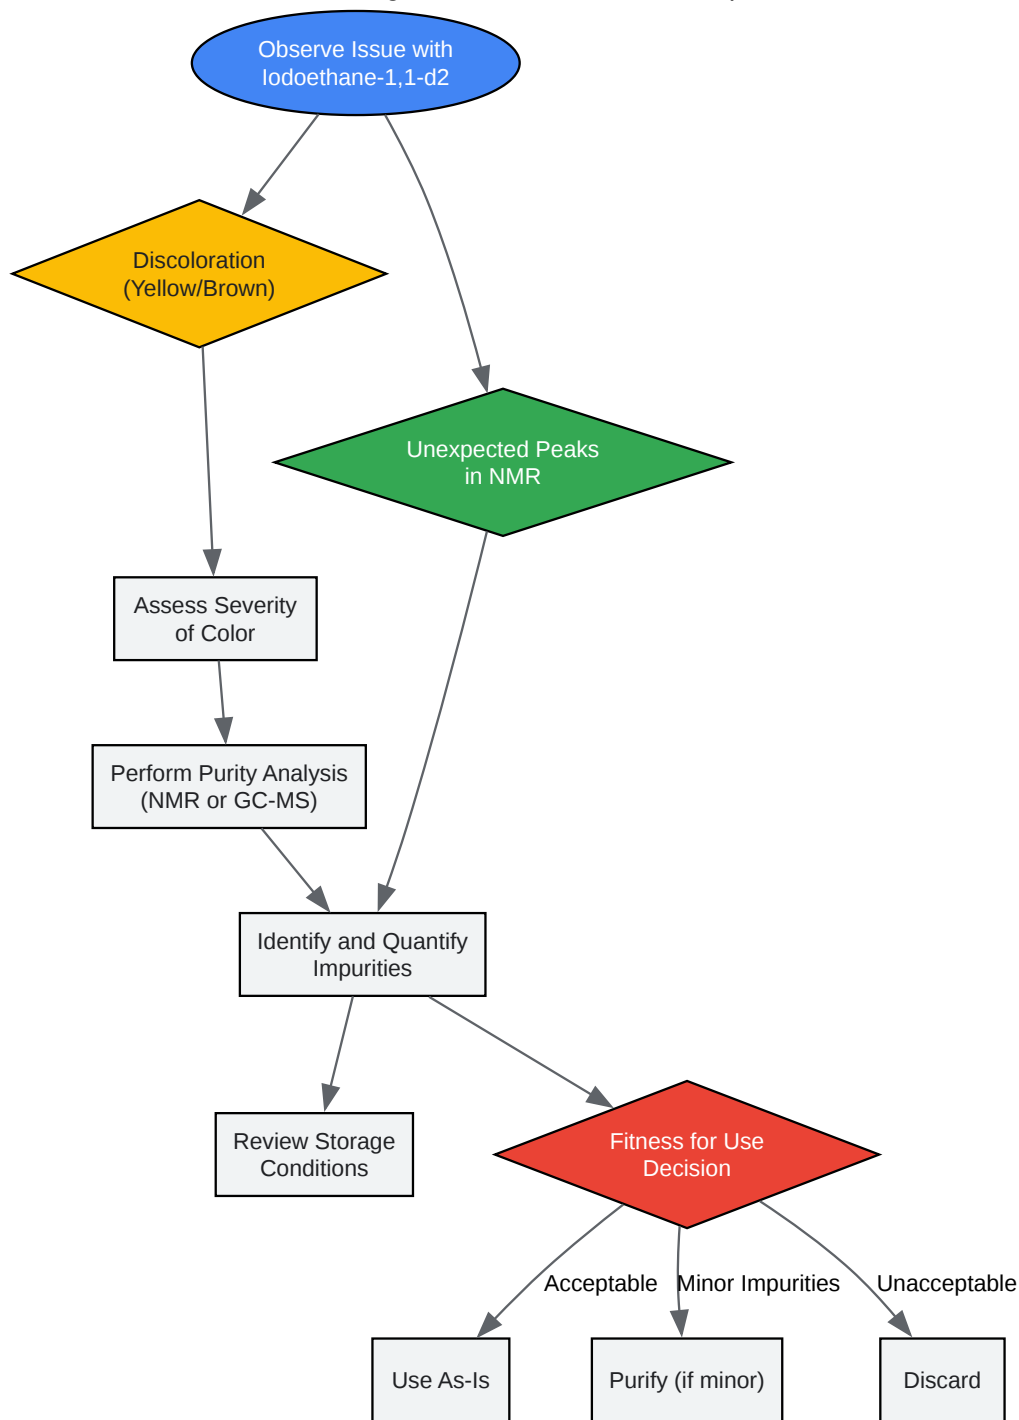 Observe Issue with
Iodoethane-1,1-d2
Discoloration
(Yellow/Brown)
Unexpected Peaks
in NMR
Assess Severity
of Color
Perform Purity Analysis
(NMR or GC-MS)
Identify and Quantify
Impurities
Review Storage
Conditions
Fitness for Use
Decision
Acceptable
Minor Impurities
Unacceptable
Use As-Is
Purify (if minor)
Discard